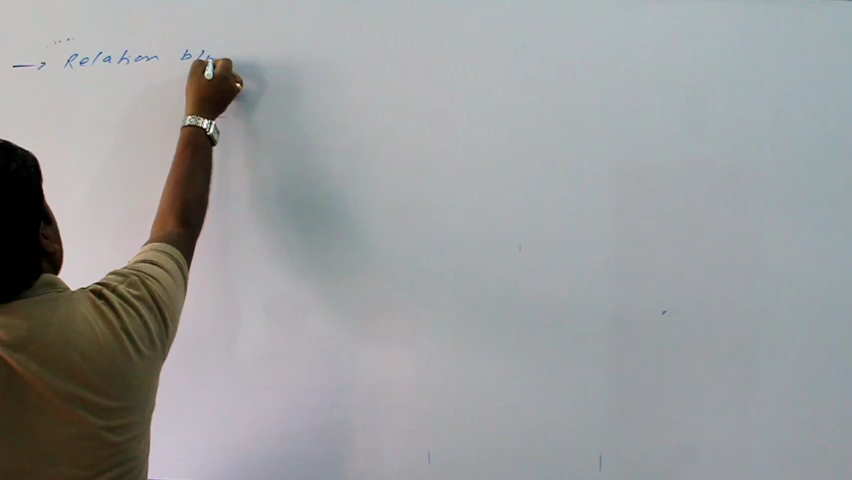 → Relation b/